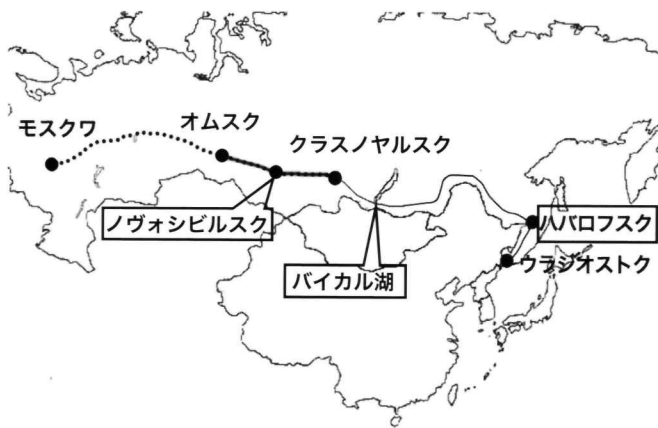 モスクワ
オムスク
クラスノヤルスク
ノヴォシビルスク
ハバロフスク
バイカル湖
ウラジオストク